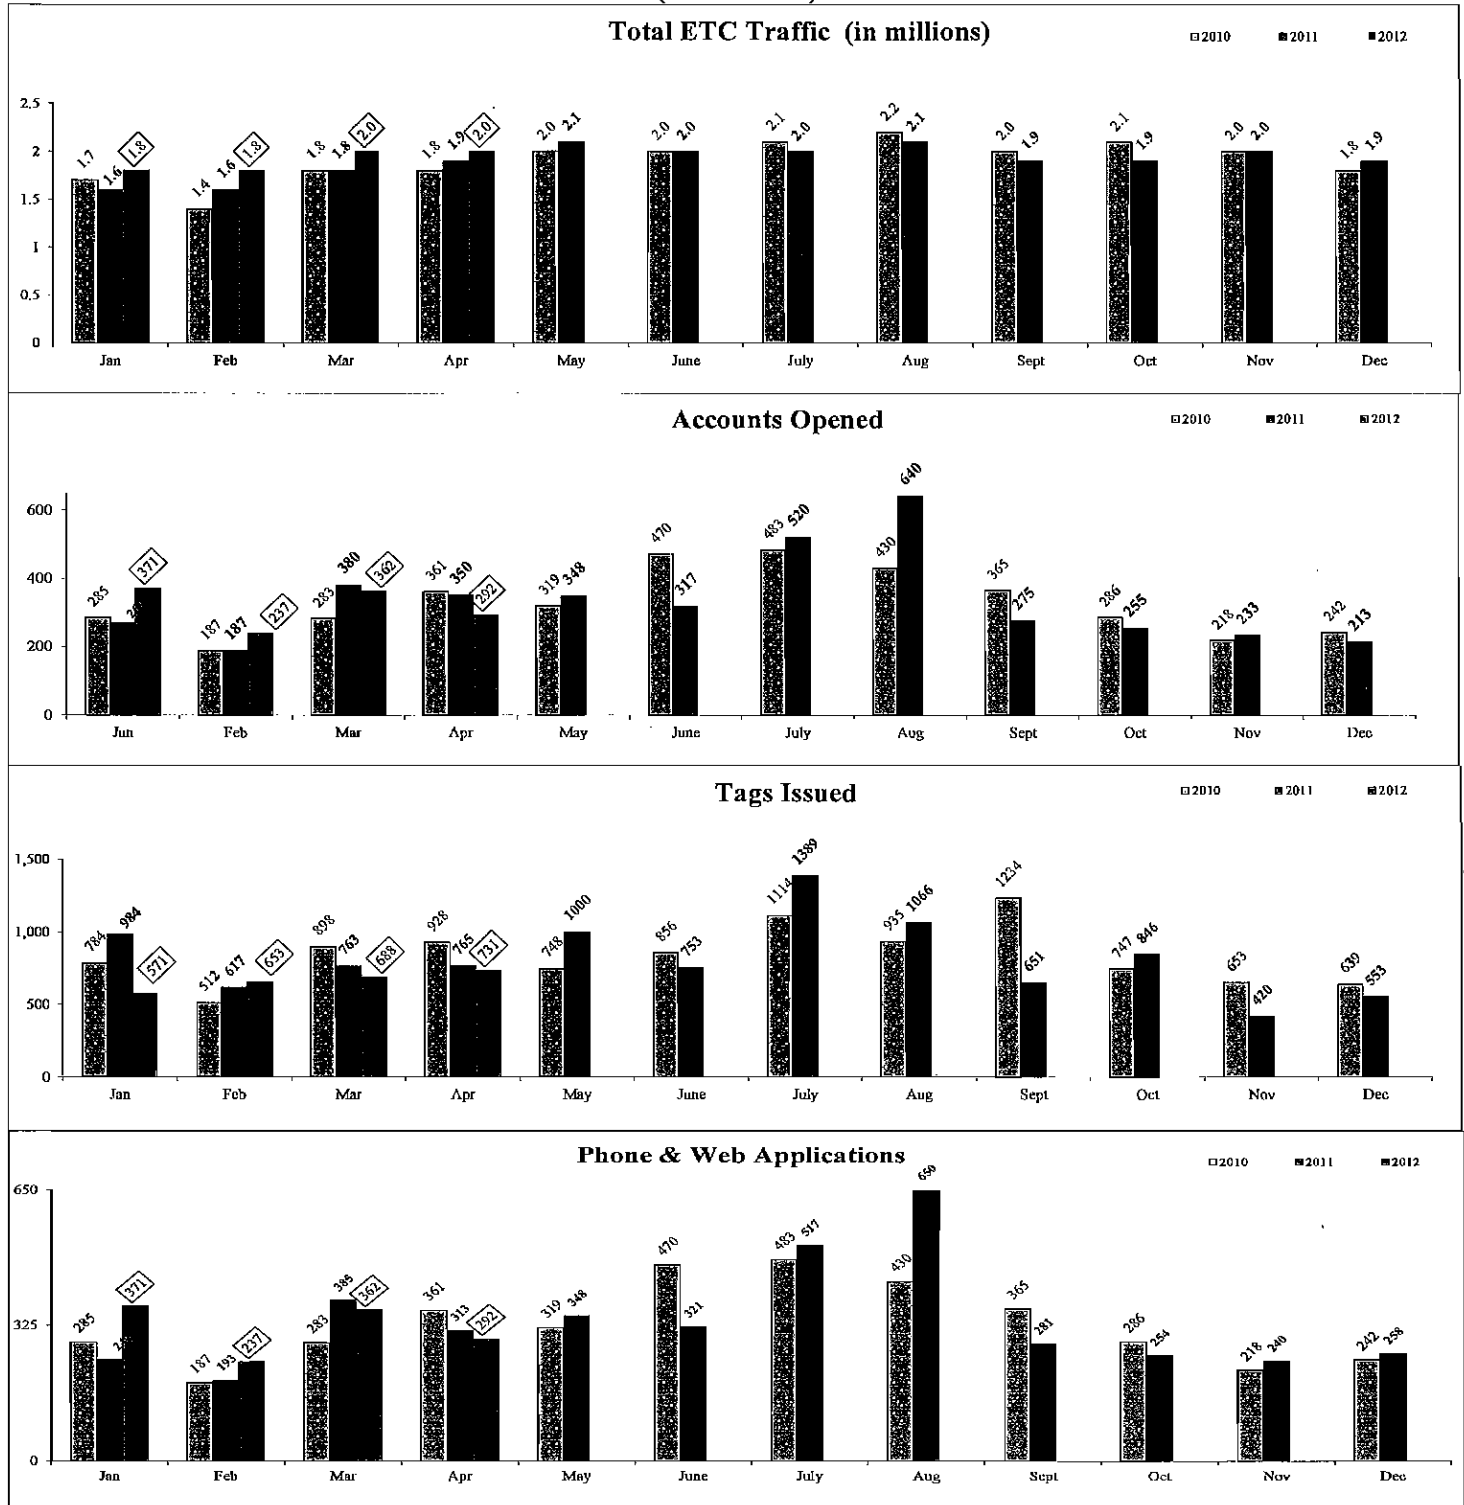 Total ETC Traffic (in millions)
2010 2011 2012
2.5
2
1.5
1
0.5
0
1.7 1.6 1.8 1.4 1.6 1.8 1.8 1.8 2.0 1.8 1.9 2.0 2.0 2.1 2.0 2.0 2.1 2.0 2.2 2.1 2.0 1.9 2.1 1.9 2.0 2.0 1.8 1.9
Jan Feb Mar Apr May June July Aug Sept Oct Nov Dec
Accounts Opened
2010 2011 2012
600
400
200
0
285 371 187 187 237 283 380 362 361 350 292 319 348 470 317 483 520 430 640 365 275 286 255 218 233 242 213
Jun Feb Mar Apr May June July Aug Sept Oct Nov Dec
Tags Issued
2010 2011 2012
1,500
1,000
500
0
784 984 571 512 617 653 898 763 688 928 765 731 748 1000 856 753 1114 1389 935 1066 1234 651 747 846 653 420 639 553
Jan Feb Mar Apr May June July Aug Sept Oct Nov Dec
Phone & Web Applications
2010 2011 2012
650
325
0
285 371 187 193 237 283 385 362 361 313 292 319 348 470 321 483 517 430 650 365 281 286 254 218 240 242 258
Jan Feb Mar Apr May June July Aug Sept Oct Nov Dec